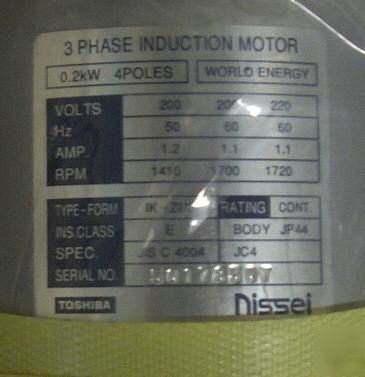 3 PHASE INDUCTION MOTOR
0.2kW 4POLES WORLD ENERGY
VOLTS 200 200 220
Hz 50 60 60
AMP. 1.2 1.1 1.1
RPM 1410 1700 1720
TYPE-FORM RATING CONT.
INS.CLASS E BODY JP44
SPEC. JIS C 4004 JC4
SERIAL NO.
TOSHIBA Nissei